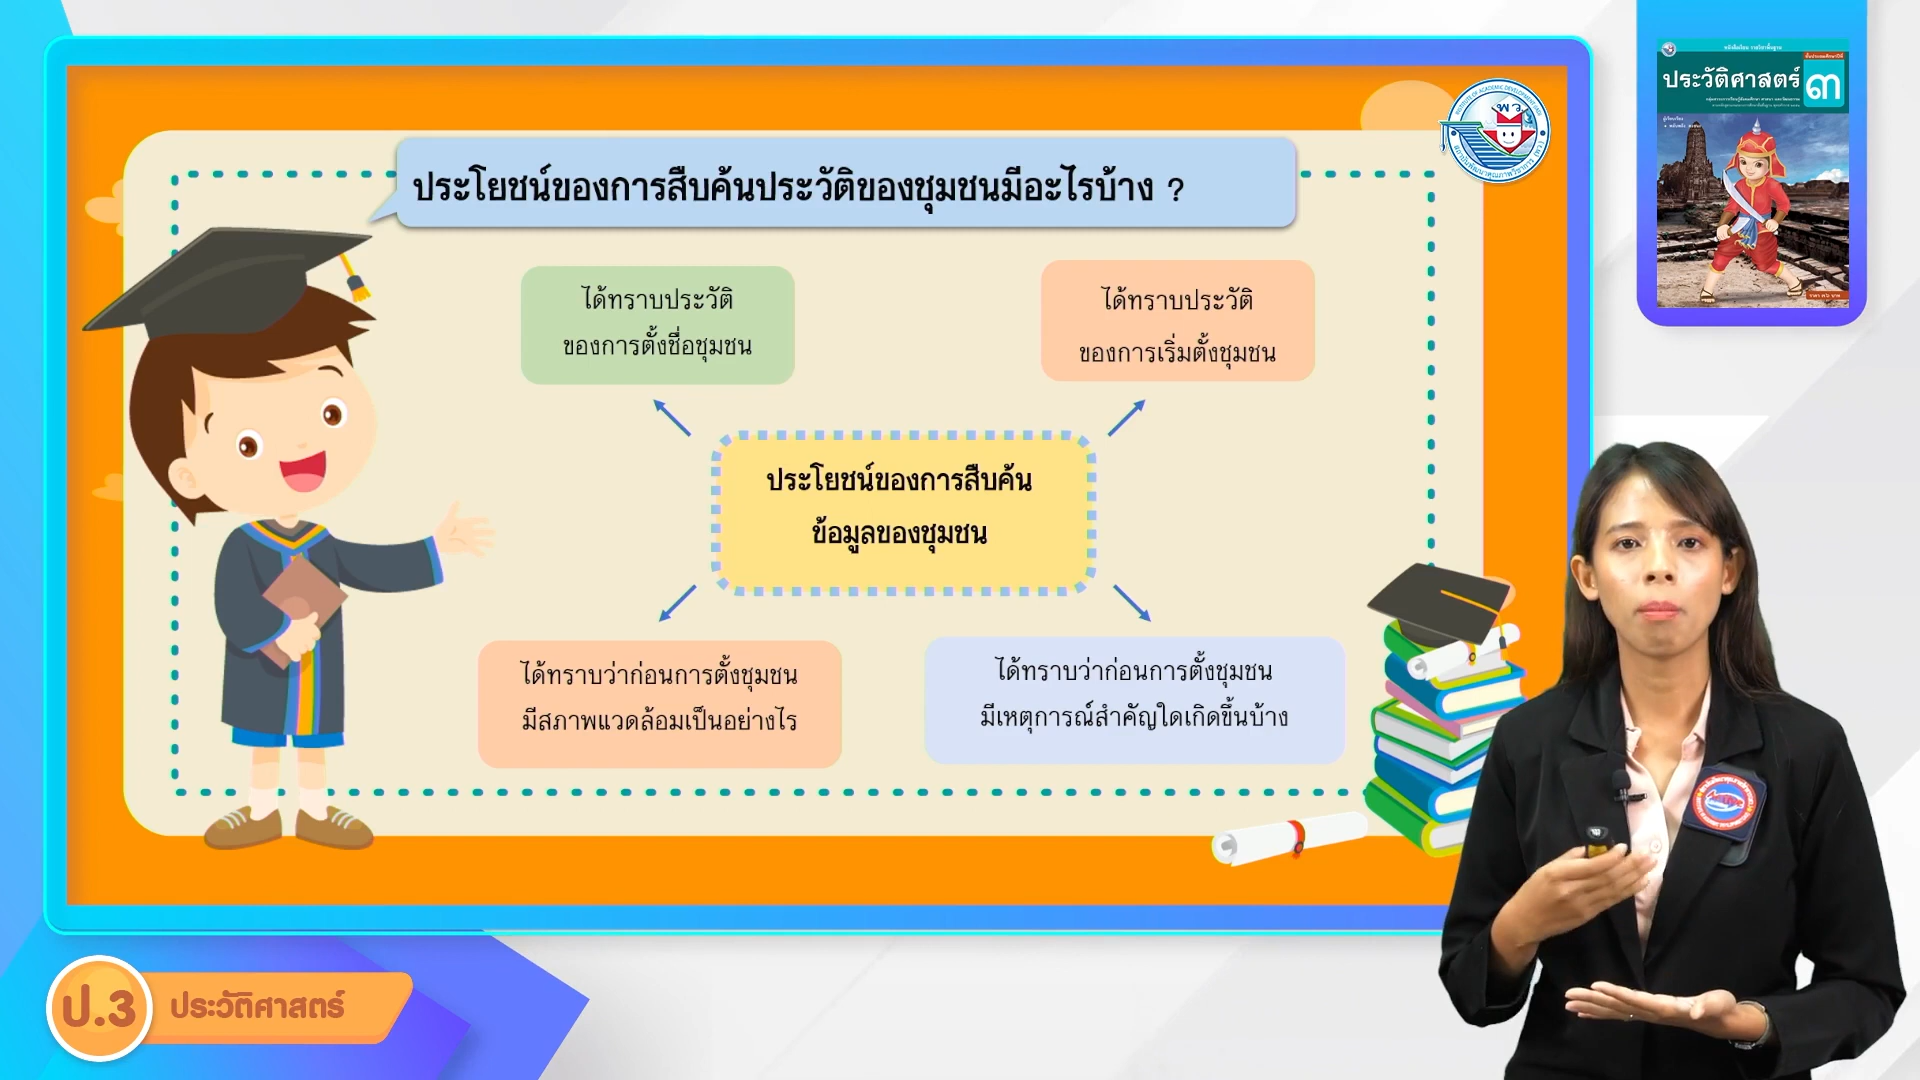 ประโยชน์ของการสืบค้นประวัติของชุมชนมีอะไรบ้าง ?
ได้ทราบประวัติ
ของการตั้งชื่อชุมชน
ได้ทราบประวัติ
ของการเริ่มตั้งชุมชน
ประโยชน์ของการสืบค้น
ข้อมูลของชุมชน
ได้ทราบว่าก่อนการตั้งชุมชน
มีสภาพแวดล้อมเป็นอย่างไร
ได้ทราบว่าก่อนการตั้งชุมชน
มีเหตุการณ์สำคัญใดเกิดขึ้นบ้าง
พว
ประวัติศาสตร์ ๓
ป.3 ประวัติศาสตร์